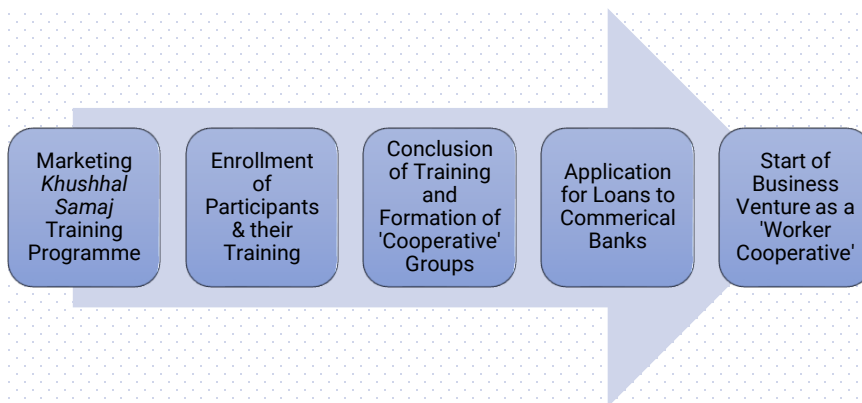 Marketing
Khushhal
Samaj
Training
Programme
Enrollment
of
Participants
& their
Training
Conclusion
of Training
and
Formation of
'Cooperative'
Groups
Application
for Loans to
Commerical
Banks
Start of
Business
Venture as a
'Worker
Cooperative'